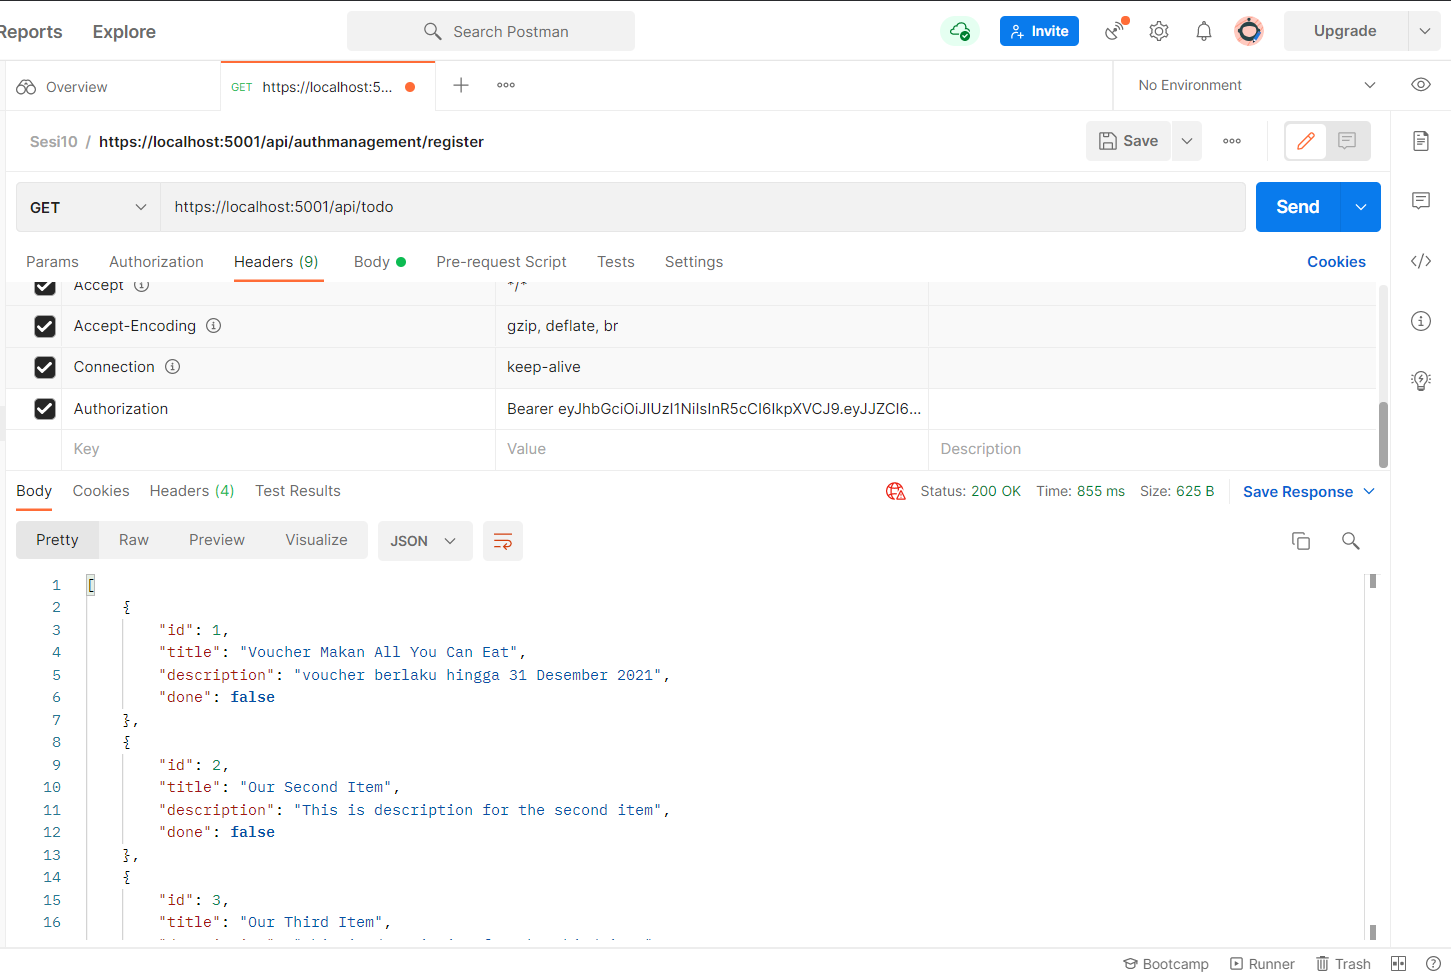 Reports Explore Search Postman Invite Upgrade
Overview GET https://localhost:5... No Environment
Sesi10 / https://localhost:5001/api/authmanagement/register Save
GET https://localhost:5001/api/todo Send
Params Authorization Headers (9) Body Pre-request Script Tests Settings Cookies
Accept */*
Accept-Encoding gzip, deflate, br
Connection keep-alive
Authorization Bearer eyJhbGciOiJIUzI1NiIsInR5cCI6IkpXVCJ9.eyJJZCI6...
Key Value Description
Body Cookies Headers (4) Test Results Status: 200 OK Time: 855 ms Size: 625 B Save Response
Pretty Raw Preview Visualize JSON
1 [
2 {
3 "id": 1,
4 "title": "Voucher Makan All You Can Eat",
5 "description": "voucher berlaku hingga 31 Desember 2021",
6 "done": false
7 },
8 {
9 "id": 2,
10 "title": "Our Second Item",
11 "description": "This is description for the second item",
12 "done": false
13 },
14 {
15 "id": 3,
16 "title": "Our Third Item",
Bootcamp Runner Trash